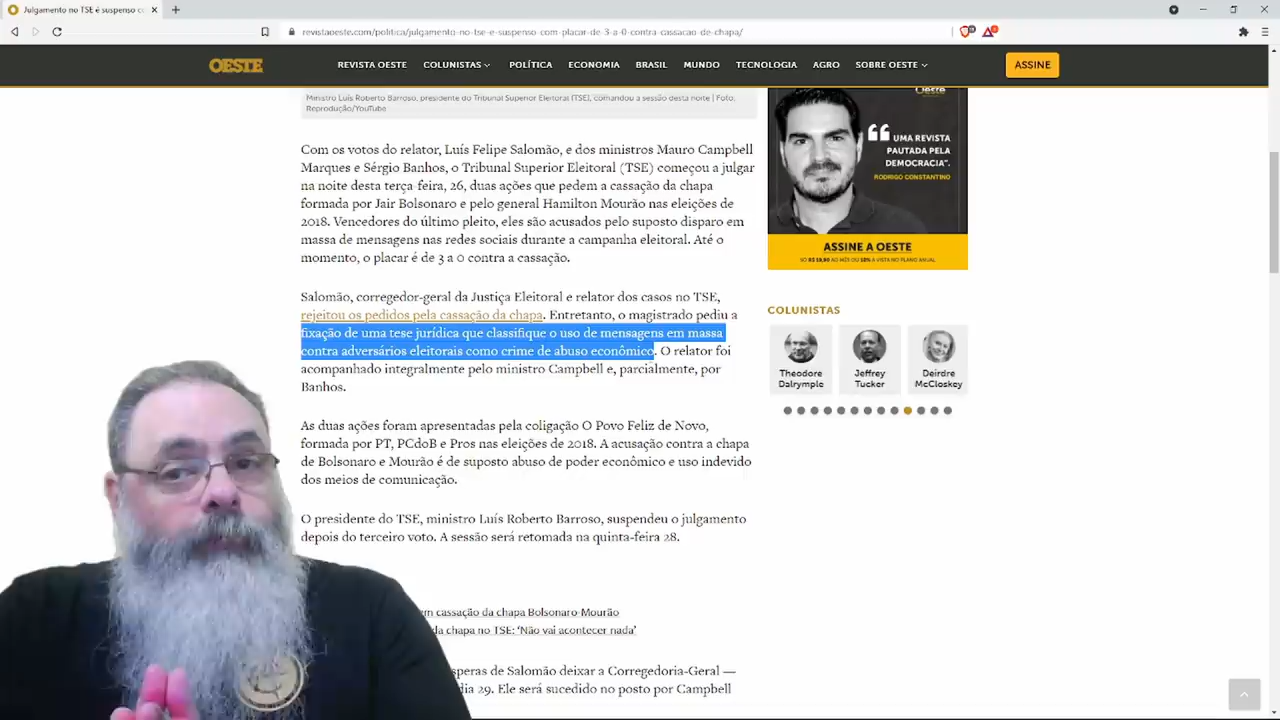 Julgamento no TSE é suspenso co
revistaoeste.com/politica/julgamento-no-tse-e-suspenso-com-placar-de-3-a-0-contra-cassacao-de-chapa/
OESTE
REVISTA OESTE COLUNISTAS POLÍTICA ECONOMIA BRASIL MUNDO TECNOLOGIA AGRO SOBRE OESTE ASSINE
Ministro Luís Roberto Barroso, presidente do Tribunal Superior Eleitoral (TSE), comandou a sessão desta noite | Foto:
Reprodução/YouTube
Com os votos do relator, Luís Felipe Salomão, e dos ministros Mauro Campbell
Marques e Sérgio Banhos, o Tribunal Superior Eleitoral (TSE) começou a julgar
na noite desta terça-feira, 26, duas ações que pedem a cassação da chapa
formada por Jair Bolsonaro e pelo general Hamilton Mourão nas eleições de
2018. Vencedores do último pleito, eles são acusados pelo suposto disparo em
massa de mensagens nas redes sociais durante a campanha eleitoral. Até o
momento, o placar é de 3 a 0 contra a cassação.
Salomão, corregedor-geral da Justiça Eleitoral e relator dos casos no TSE,
rejeitou os pedidos pela cassação da chapa. Entretanto, o magistrado pediu a
fixação de uma tese jurídica que classifique o uso de mensagens em massa
contra adversários eleitorais como crime de abuso econômico. O relator foi
acompanhado integralmente pelo ministro Campbell e, parcialmente, por
Banhos.
As duas ações foram apresentadas pela coligação O Povo Feliz de Novo,
formada por PT, PCdoB e Pros nas eleições de 2018. A acusação contra a chapa
de Bolsonaro e Mourão é de suposto abuso de poder econômico e uso indevido
dos meios de comunicação.
O presidente do TSE, ministro Luís Roberto Barroso, suspendeu o julgamento
depois do terceiro voto. A sessão será retomada na quinta-feira 28.
em cassação da chapa Bolsonaro-Mourão
da chapa no TSE: ‘Não vai acontecer nada’
speras de Salomão deixar a Corregedoria-Geral —
dia 29. Ele será sucedido no posto por Campbell
Oeste
“UMA REVISTA
PAUTADA PELA
DEMOCRACIA”.
RODRIGO CONSTANTINO
ASSINE A OESTE
COLUNISTAS
Theodore
Dalrymple
Jeffrey
Tucker
Deirdre
McCloskey